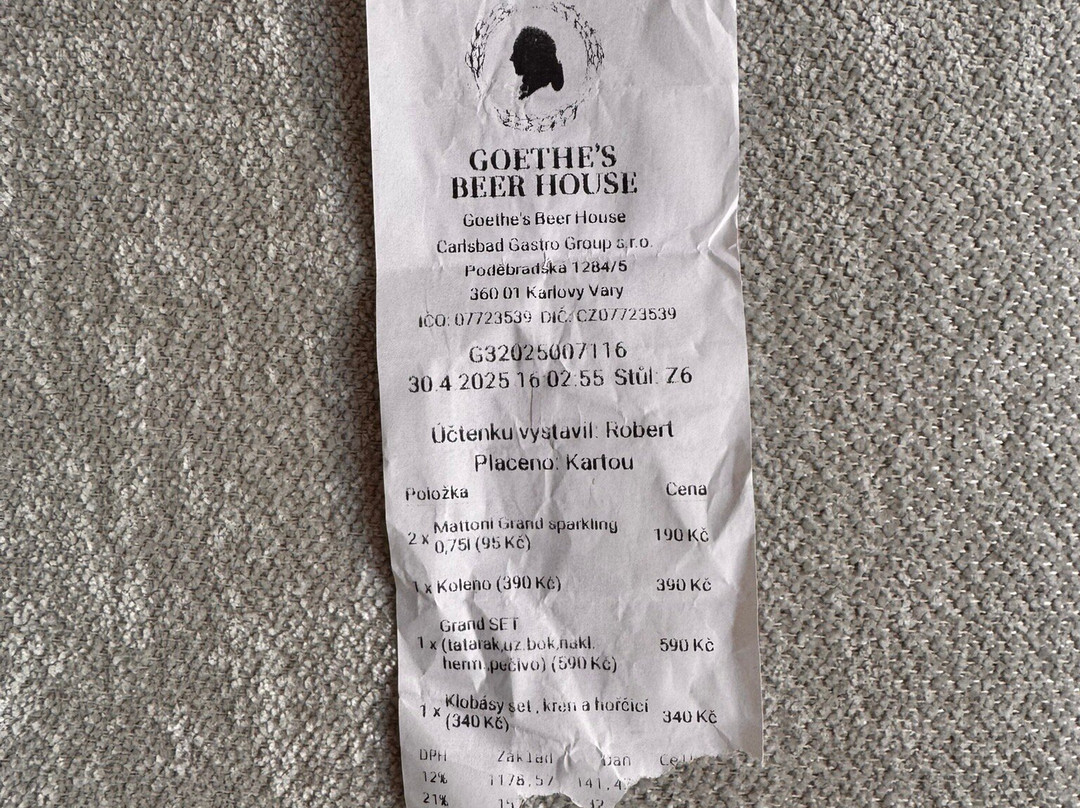 GOETHE'S
BEER HOUSE
Goethe's Beer House
Carlsbad Gastro Group s.r.o.
Poděbradská 1284/5
360 01 Karlovy Vary
IČO: 07723539 DIČ: CZ07723539
G32025007116
30.4.2025 16:02:55 Stůl: Z6
Účtenku vystavil: Robert
Placeno: Kartou
Položka Cena
2 x Mattoni Grand sparkling
0,75l (95 Kč) 190 Kč
1 x Koleno (390 Kč) 390 Kč
Grand SET
1 x (tatarak,uz.bok,nakl. 590 Kč
herm.,pečivo) (590 Kč)
1 x Klobásy set , křen a hořčicí
(340 Kč) 340 Kč
DPH Základ Daň
12% 1178,57
21%